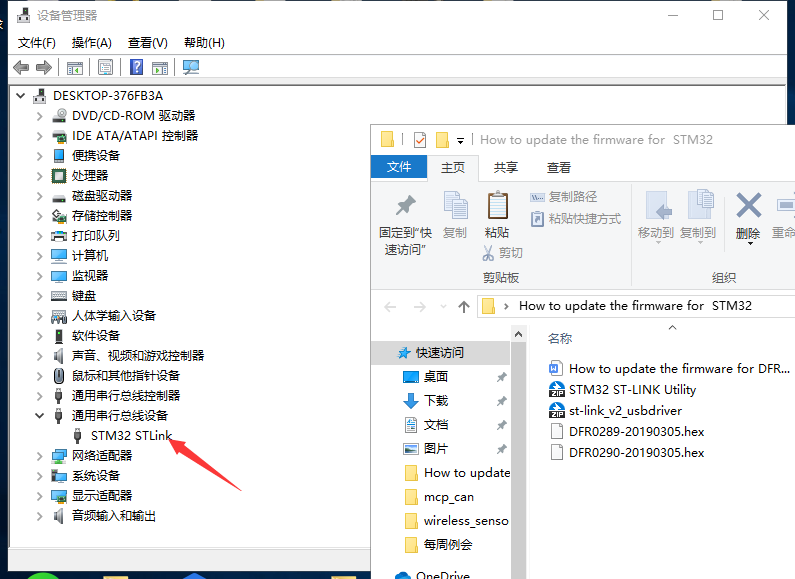 设备管理器
文件(F) 操作(A) 查看(V) 帮助(H)
DESKTOP-376FB3A
DVD/CD-ROM 驱动器
IDE ATA/ATAPI 控制器
便携设备
处理器
磁盘驱动器
存储控制器
打印队列
计算机
监视器
键盘
人体学输入设备
软件设备
声音、视频和游戏控制器
鼠标和其他指针设备
通用串行总线控制器
通用串行总线设备
STM32 STLink
网络适配器
系统设备
显示适配器
音频输入和输出
How to update the firmware for STM32
文件 主页 共享 查看
固定到"快
速访问"
复制
粘贴
复制路径
粘贴快捷方式
剪切
剪贴板
移动到 复制到 删除 重命
组织
How to update the firmware for STM32
快速访问
桌面
下载
文档
图片
How to update
mcp_can
wireless_senso
每周例会
OneDrive
名称
How to update the firmware for DFR...
STM32 ST-LINK Utility
st-link_v2_usbdriver
DFR0289-20190305.hex
DFR0290-20190305.hex